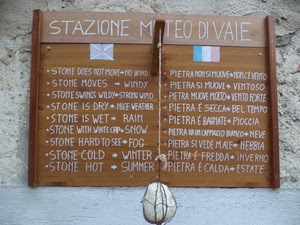 STAZIONE METEO DI VAIE
• STONE DOES NOT MOVE → NO WIND
• STONE MOVES → WINDY
• STONE SWINGS WILDLY → STRONG WIND
• STONE IS DRY → NICE WEATHER
• STONE IS WET → RAIN
• STONE WITH WHITE CAP → SNOW
• STONE HARD TO SEE → FOG
• STONE COLD → WINTER
• STONE HOT → SUMMER
PIETRA NON SI MUOVE → NON C'È VENTO
PIETRA SI MUOVE → VENTOSO
PIETRA MUOVE MOLTO → VENTO FORTE
PIETRA È SECCA → BEL TEMPO
PIETRA È BAGNATA → PIOGGIA
PIETRA HA UN CAPPUCCIO BIANCO → NEVE
PIETRA SI VEDE MALE → NEBBIA
PIETRA È FREDDA → INVERNO
PIETRA È CALDA → ESTATE